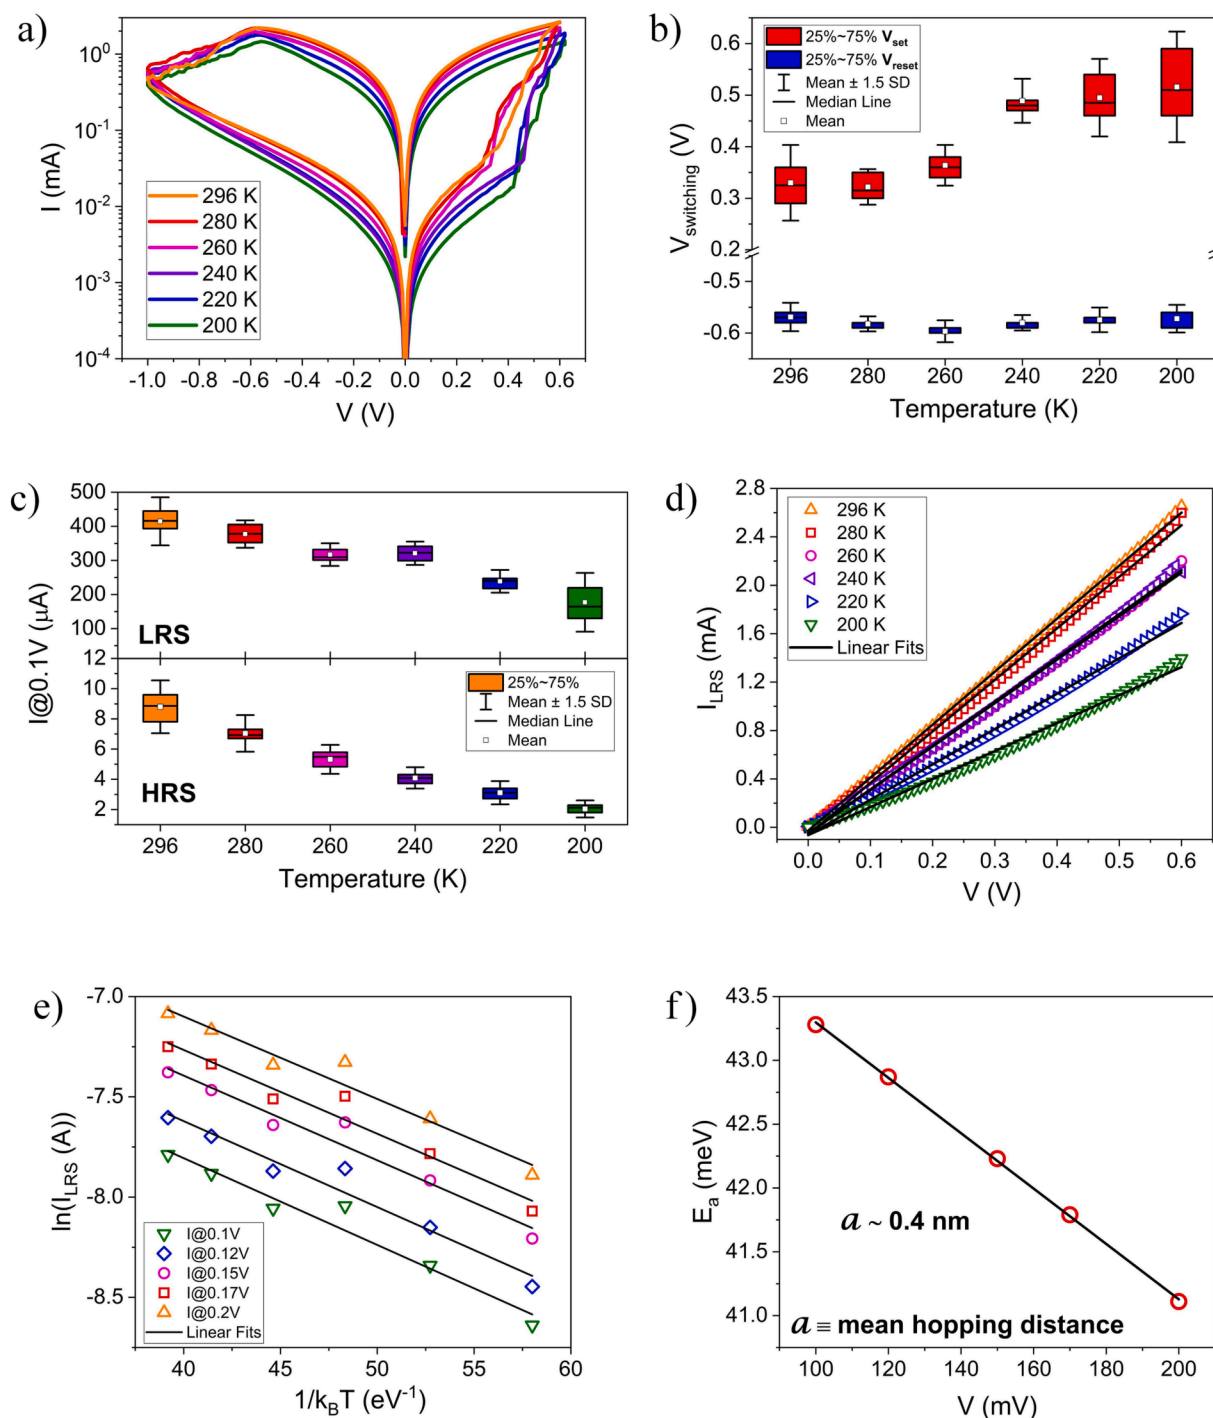 a)
10⁰
10⁻¹
10⁻²
10⁻³
10⁻⁴
I (mA)
296 K
280 K
260 K
240 K
220 K
200 K
-1.0 -0.8 -0.6 -0.4 -0.2 0.0 0.2 0.4 0.6
V (V)
b)
0.6
0.5
0.4
0.3
0.2
-0.5
-0.6
V_switching (V)
25%~75% V_set
25%~75% V_reset
Mean ± 1.5 SD
Median Line
Mean
296 280 260 240 220 200
Temperature (K)
c)
500
400
300
200
100
12
10
8
6
4
2
I@0.1V (µA)
LRS
HRS
25%~75%
Mean ± 1.5 SD
Median Line
Mean
296 280 260 240 220 200
Temperature (K)
d)
2.8
2.4
2.0
1.6
1.2
0.8
0.4
0.0
I_LRS (mA)
296 K
280 K
260 K
240 K
220 K
200 K
Linear Fits
0.0 0.1 0.2 0.3 0.4 0.5 0.6
V (V)
e)
-7.0
-7.5
-8.0
-8.5
ln(I_LRS (A))
I@0.1V
I@0.12V
I@0.15V
I@0.17V
I@0.2V
Linear Fits
40 45 50 55 60
1/k_BT (eV⁻¹)
f)
43.5
43.0
42.5
42.0
41.5
41.0
E_a (meV)
a ~ 0.4 nm
a ≡ mean hopping distance
100 120 140 160 180 200
V (mV)